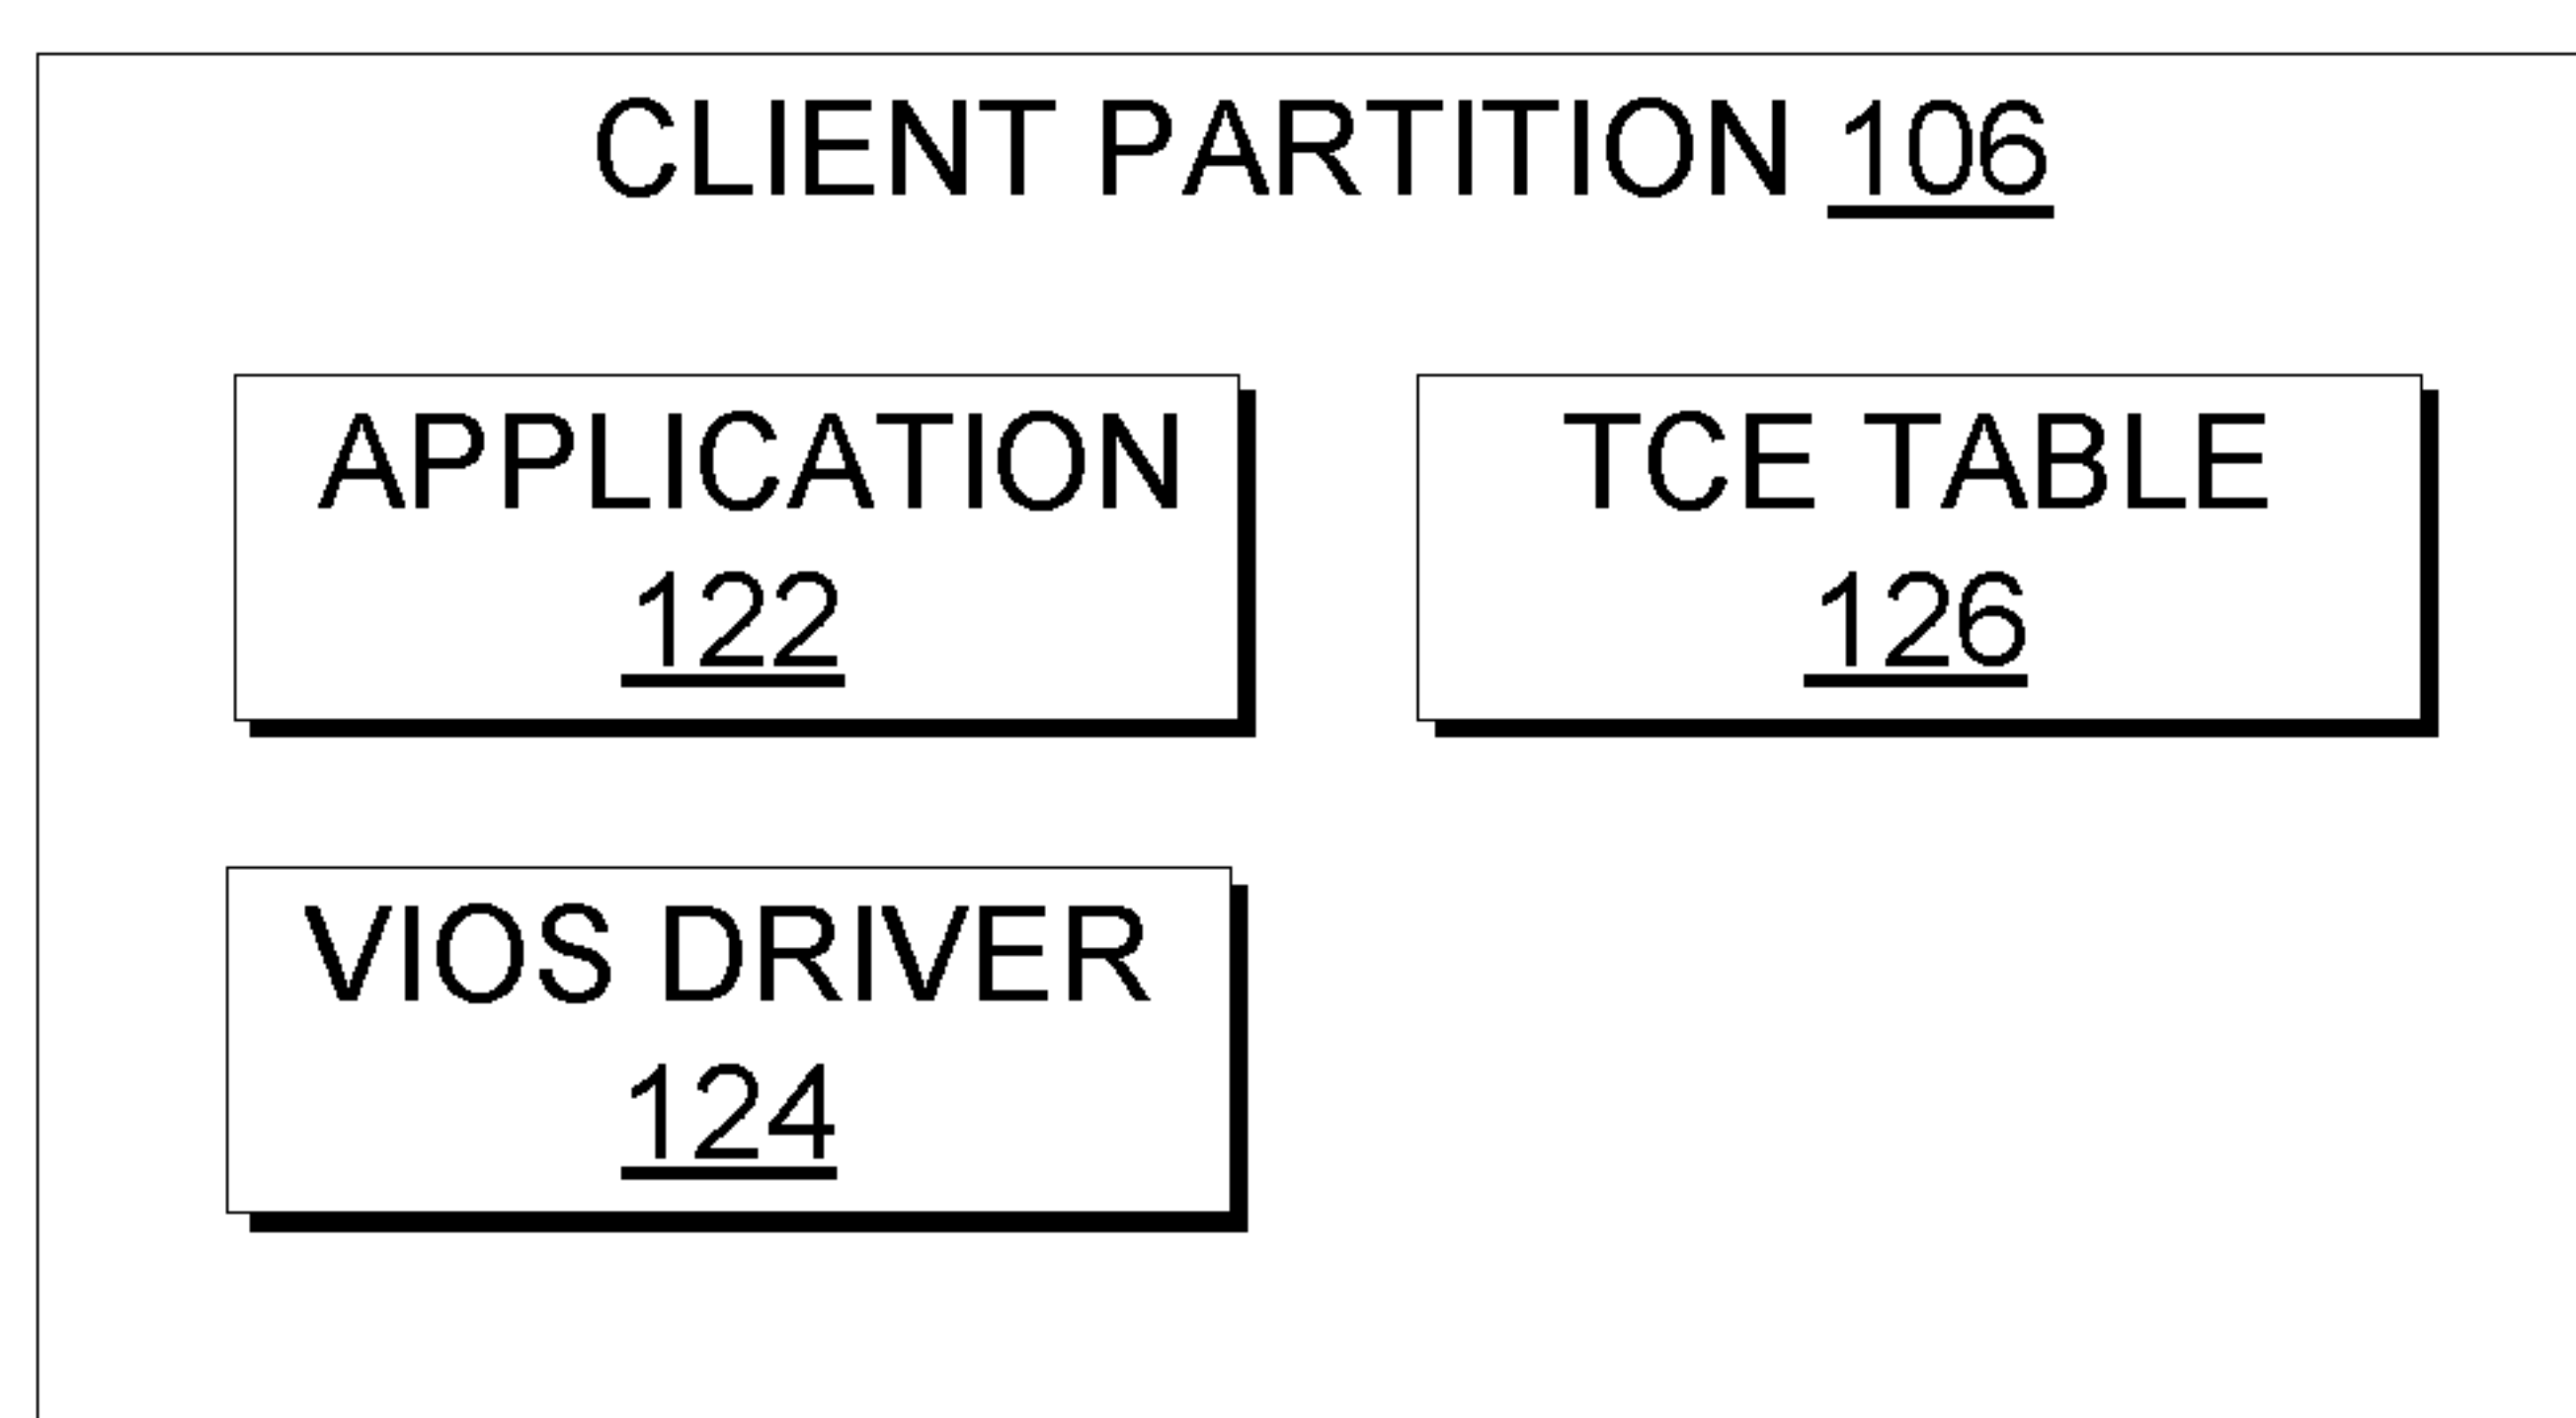 CLIENT PARTITION 106
APPLICATION
122
TCE TABLE
126
VIOS DRIVER
124